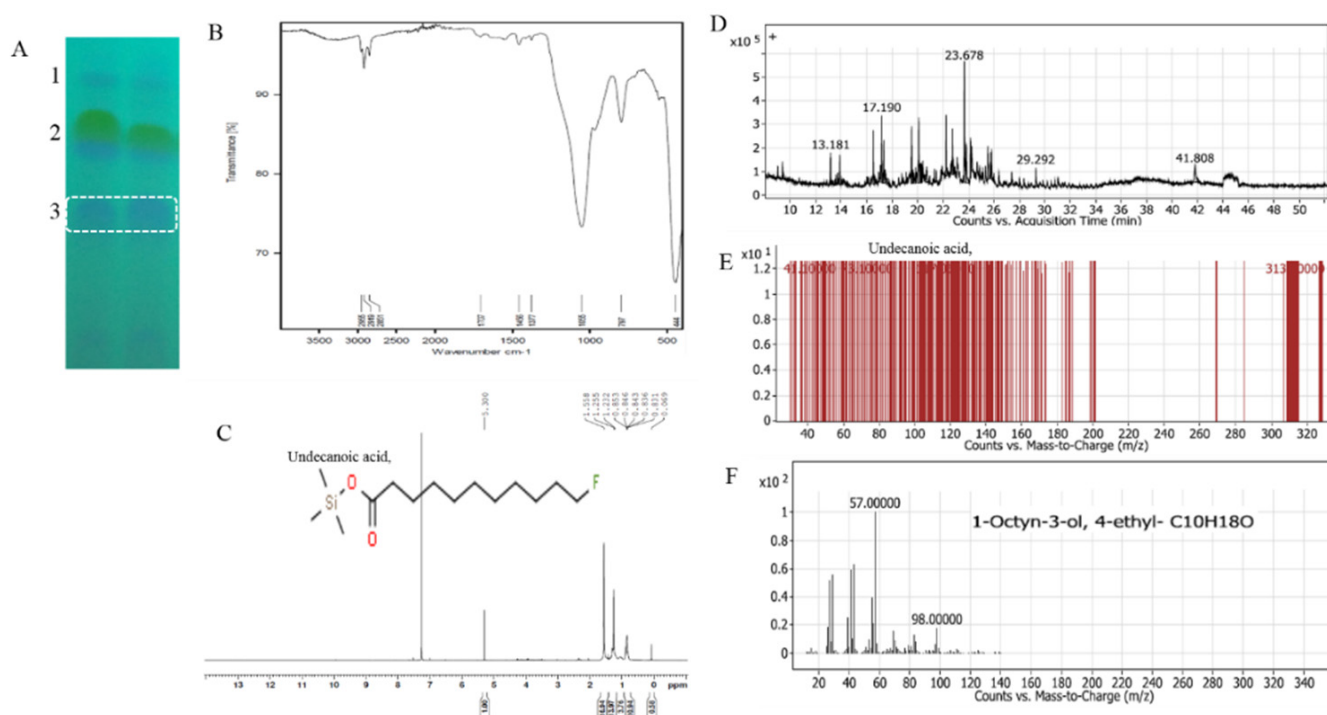 A
1
2
3
B
Transmittance [%]
90
80
70
3500
3000
2500
2000
1500
1000
500
2919
1377
797
444
Wavenumber cm-1
C
5.300
1.558
1.255
1.232
0.853
0.846
0.843
0.836
0.831
0.069
Undecanoic acid,
Si
O
O
F
13 12 11 10 9 8 7 6 5 4 3 2 1 0 ppm
1.00
D
x10 5
+
5
4
3
2
1
0
13.181
17.190
23.678
29.292
41.808
10 12 14 16 18 20 22 24 26 28 30 32 34 36 38 40 42 44 46 48 50
Counts vs. Acquisition Time (min)
E
Undecanoic acid,
x10 1
1.2
1
0.8
0.6
0.4
0.2
0
40 60 80 100 120 140 160 180 200 220 240 260 280 300 320
Counts vs. Mass-to-Charge (m/z)
F
x10 2
1
0.8
0.6
0.4
0.2
0
57.00000
1-Octyn-3-ol, 4-ethyl- C10H18O
98.00000
20 40 60 80 100 120 140 160 180 200 220 240 260 280 300 320 340
Counts vs. Mass-to-Charge (m/z)